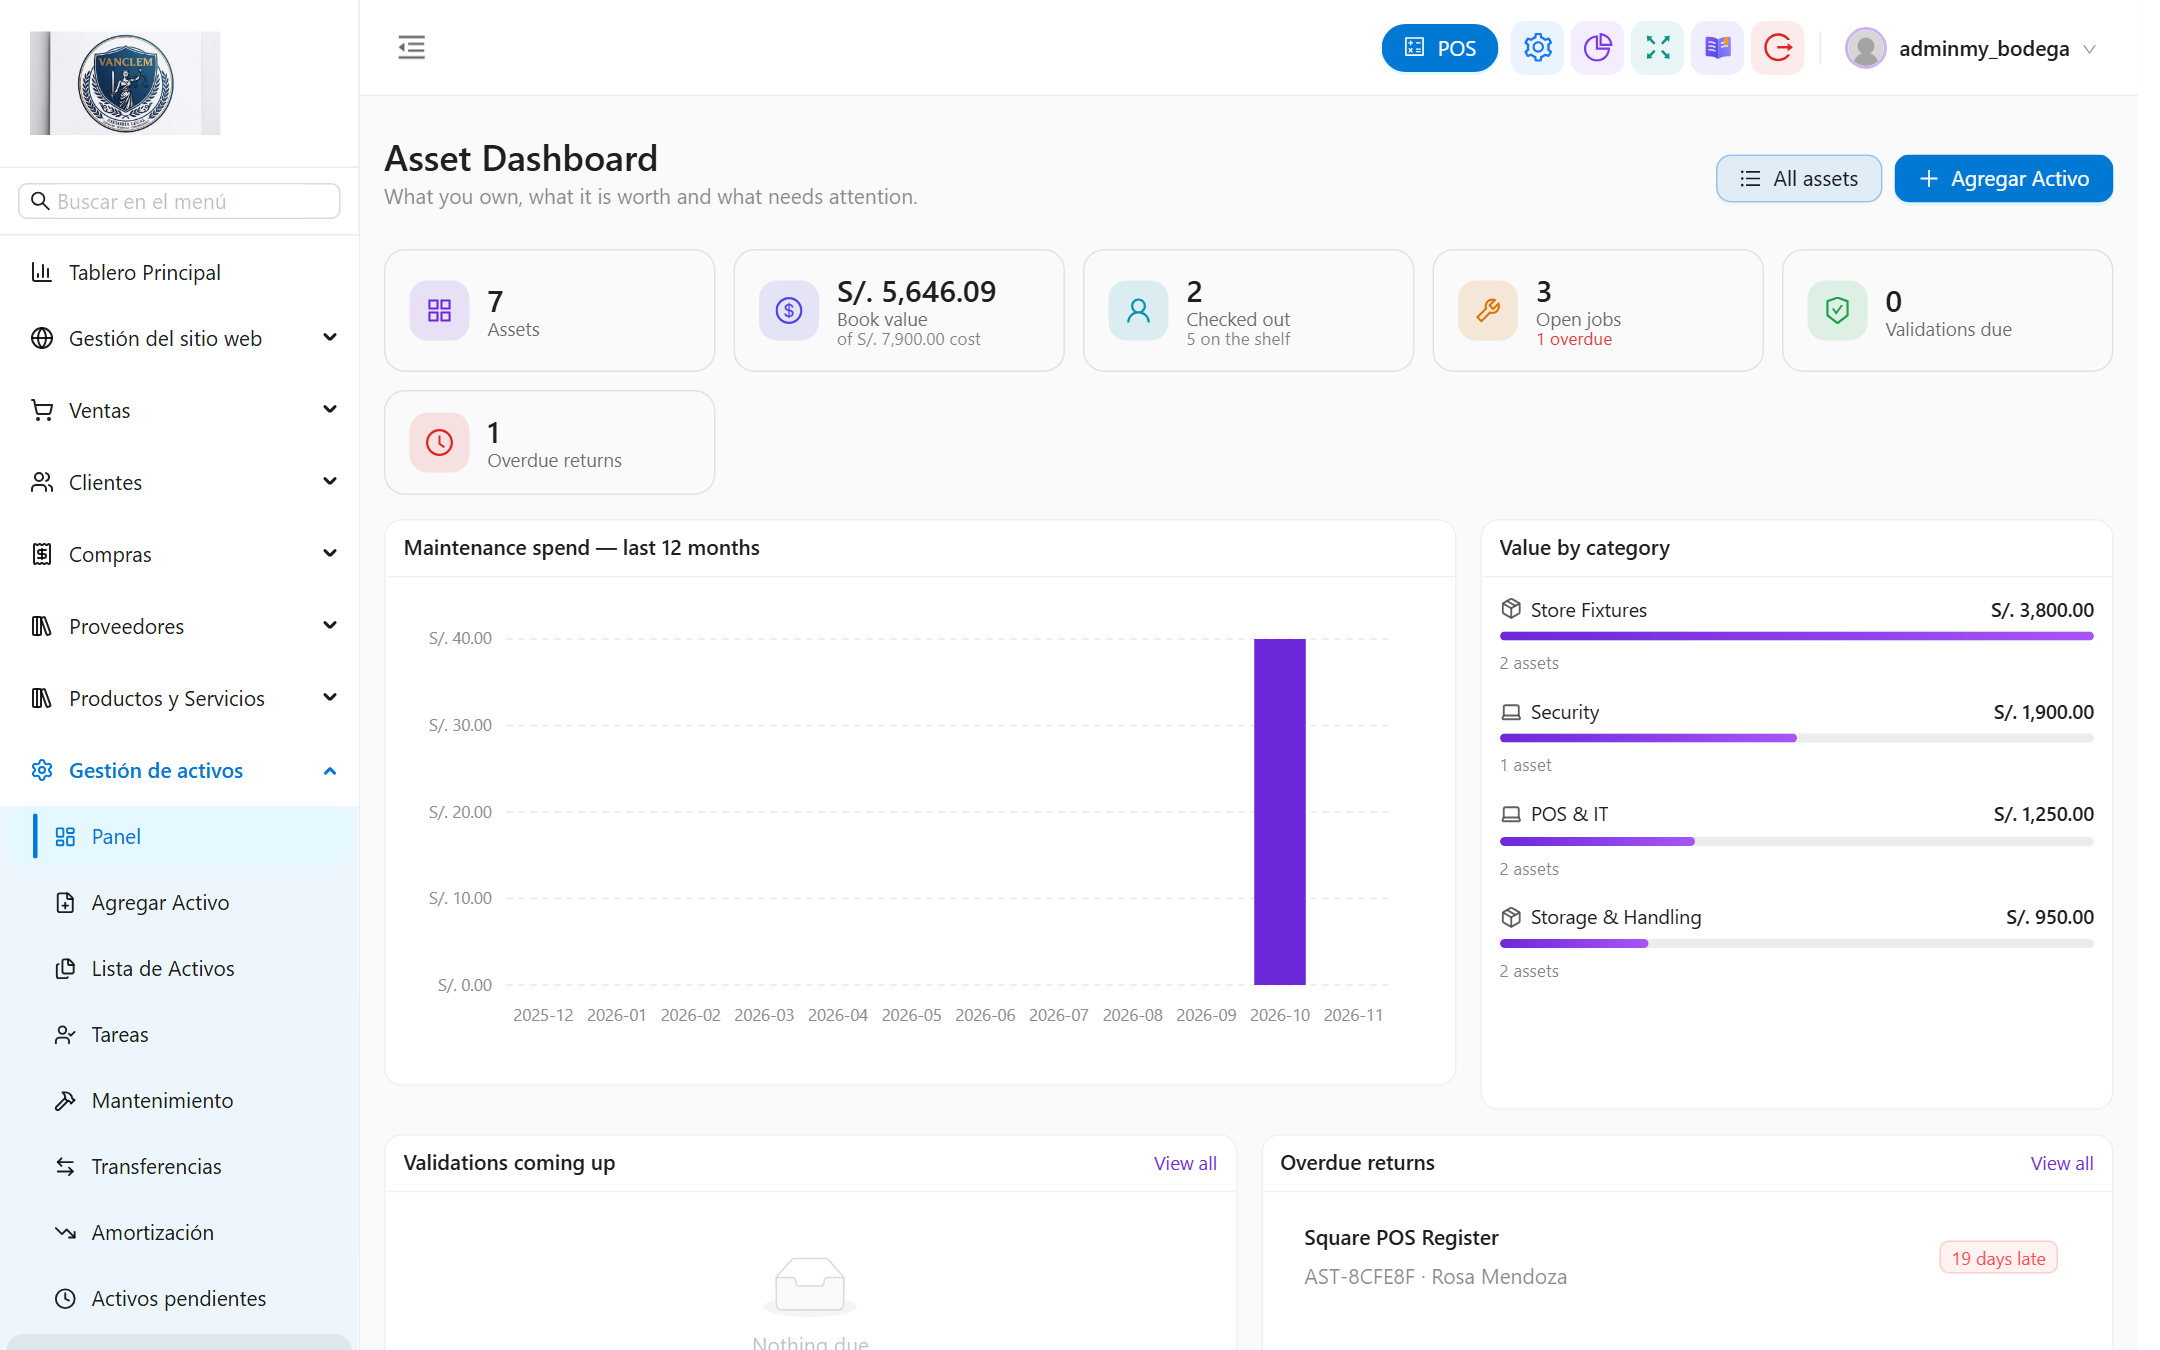 VANCLEM
ASESORÍA LEGAL
Buscar en el menú
Tablero Principal
Gestión del sitio web
Ventas
Clientes
Compras
Proveedores
Productos y Servicios
Gestión de activos
Panel
Agregar Activo
Lista de Activos
Tareas
Mantenimiento
Transferencias
Amortización
Activos pendientes
POS
adminmy_bodega
Asset Dashboard
What you own, what it is worth and what needs attention.
All assets
Agregar Activo
7
Assets
S/. 5,646.09
Book value
of S/. 7,900.00 cost
2
Checked out
5 on the shelf
3
Open jobs
1 overdue
0
Validations due
1
Overdue returns
Maintenance spend — last 12 months
S/. 40.00
S/. 30.00
S/. 20.00
S/. 10.00
S/. 0.00
2025-12 2026-01 2026-02 2026-03 2026-04 2026-05 2026-06 2026-07 2026-08 2026-09 2026-10 2026-11
Value by category
Store Fixtures S/. 3,800.00
2 assets
Security S/. 1,900.00
1 asset
POS & IT S/. 1,250.00
2 assets
Storage & Handling S/. 950.00
2 assets
Validations coming up View all
Nothing due
Overdue returns View all
Square POS Register
AST-8CFE8F · Rosa Mendoza
19 days late